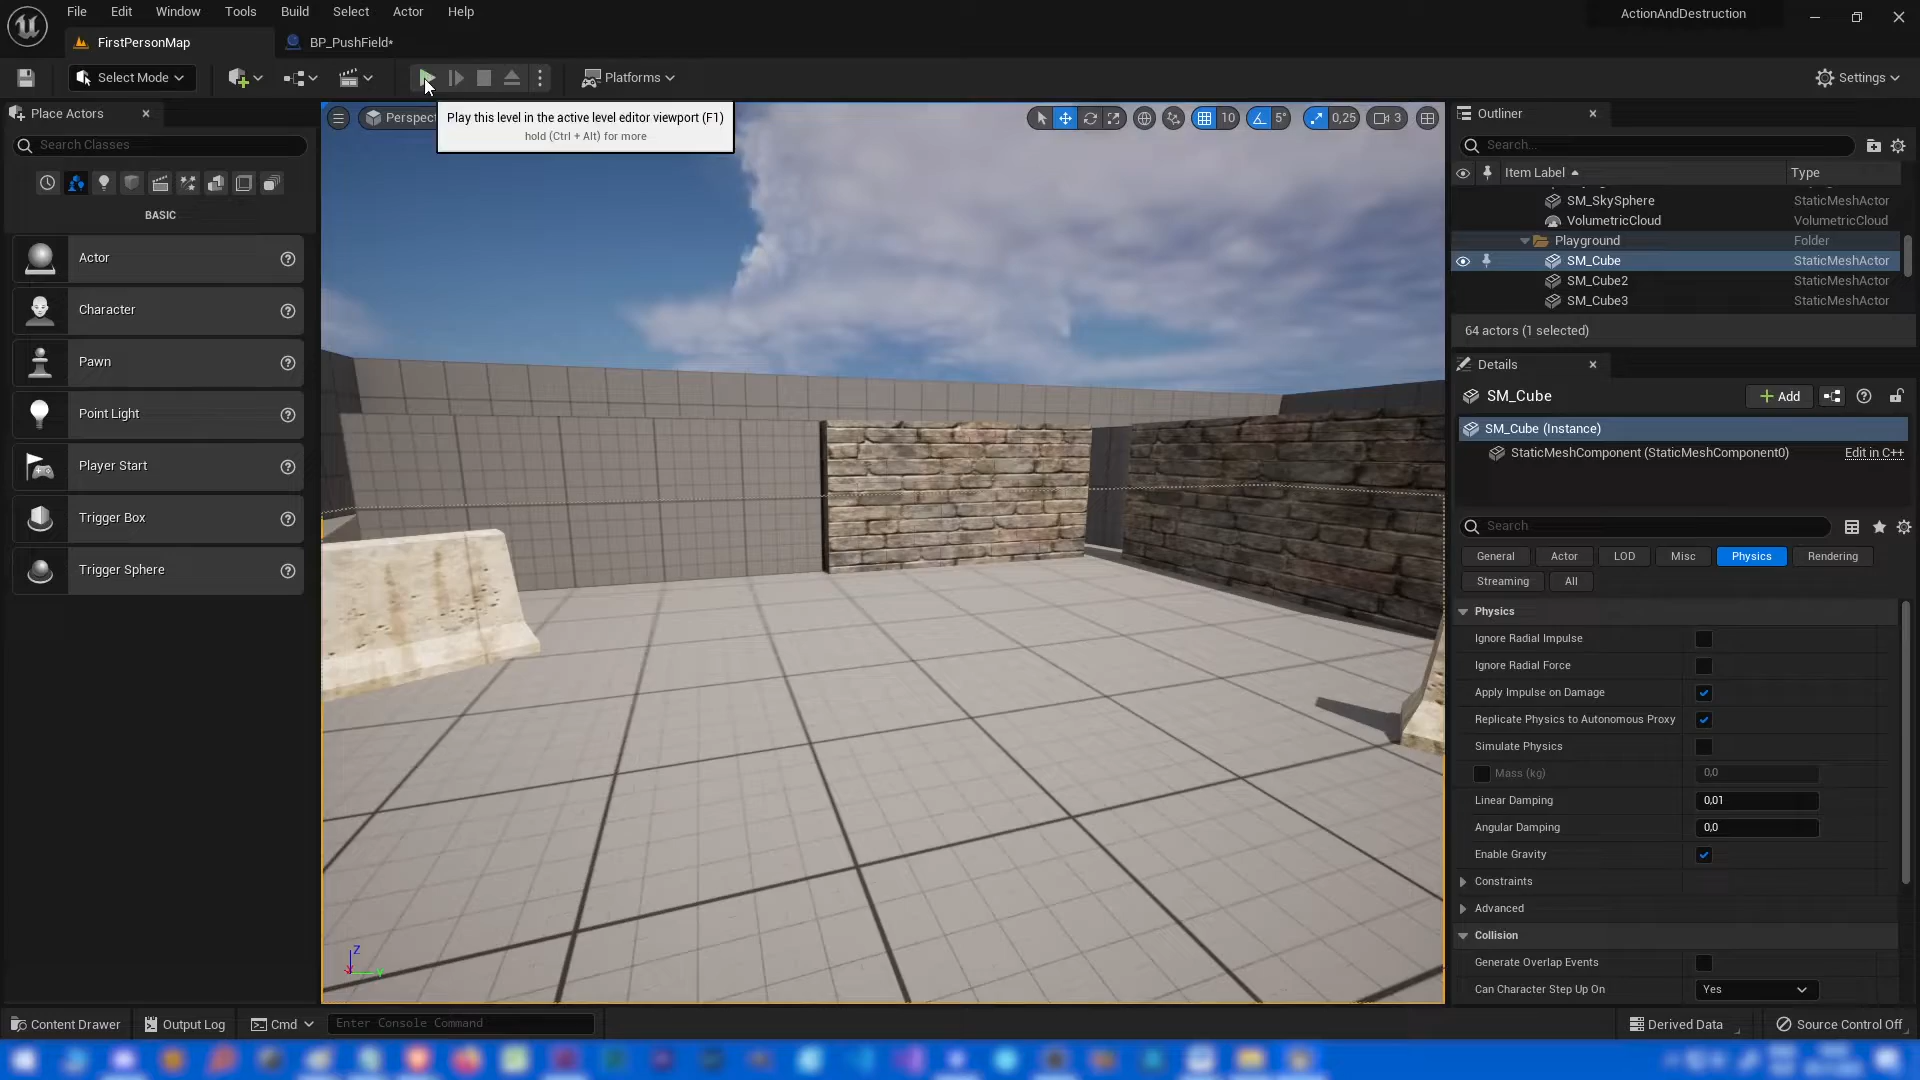 File Edit Window Tools Build Select Actor Help
ActionAndDestruction
FirstPersonMap
BP_PushField*
Select Mode
Platforms
Settings
Place Actors
Search Classes
BASIC
Actor
Character
Pawn
Point Light
Player Start
Trigger Box
Trigger Sphere
Perspect
Play this level in the active level editor viewport (F1)
hold (Ctrl + Alt) for more
10
5°
0,25
3
Z
Outliner
Search...
Item Label Type
SM_SkySphere StaticMeshActor
VolumetricCloud VolumetricCloud
Playground Folder
SM_Cube StaticMeshActor
SM_Cube2 StaticMeshActor
SM_Cube3 StaticMeshActor
64 actors (1 selected)
Details
SM_Cube
Add
SM_Cube (Instance)
StaticMeshComponent (StaticMeshComponent0) Edit in C++
Search
General Actor LOD Misc Physics Rendering
Streaming All
Physics
Ignore Radial Impulse
Ignore Radial Force
Apply Impulse on Damage
Replicate Physics to Autonomous Proxy
Simulate Physics
Mass (kg) 0,0
Linear Damping 0,01
Angular Damping 0,0
Enable Gravity
Constraints
Advanced
Collision
Generate Overlap Events
Can Character Step Up On Yes
Content Drawer
Output Log
Cmd
Enter Console Command
Derived Data
Source Control Off